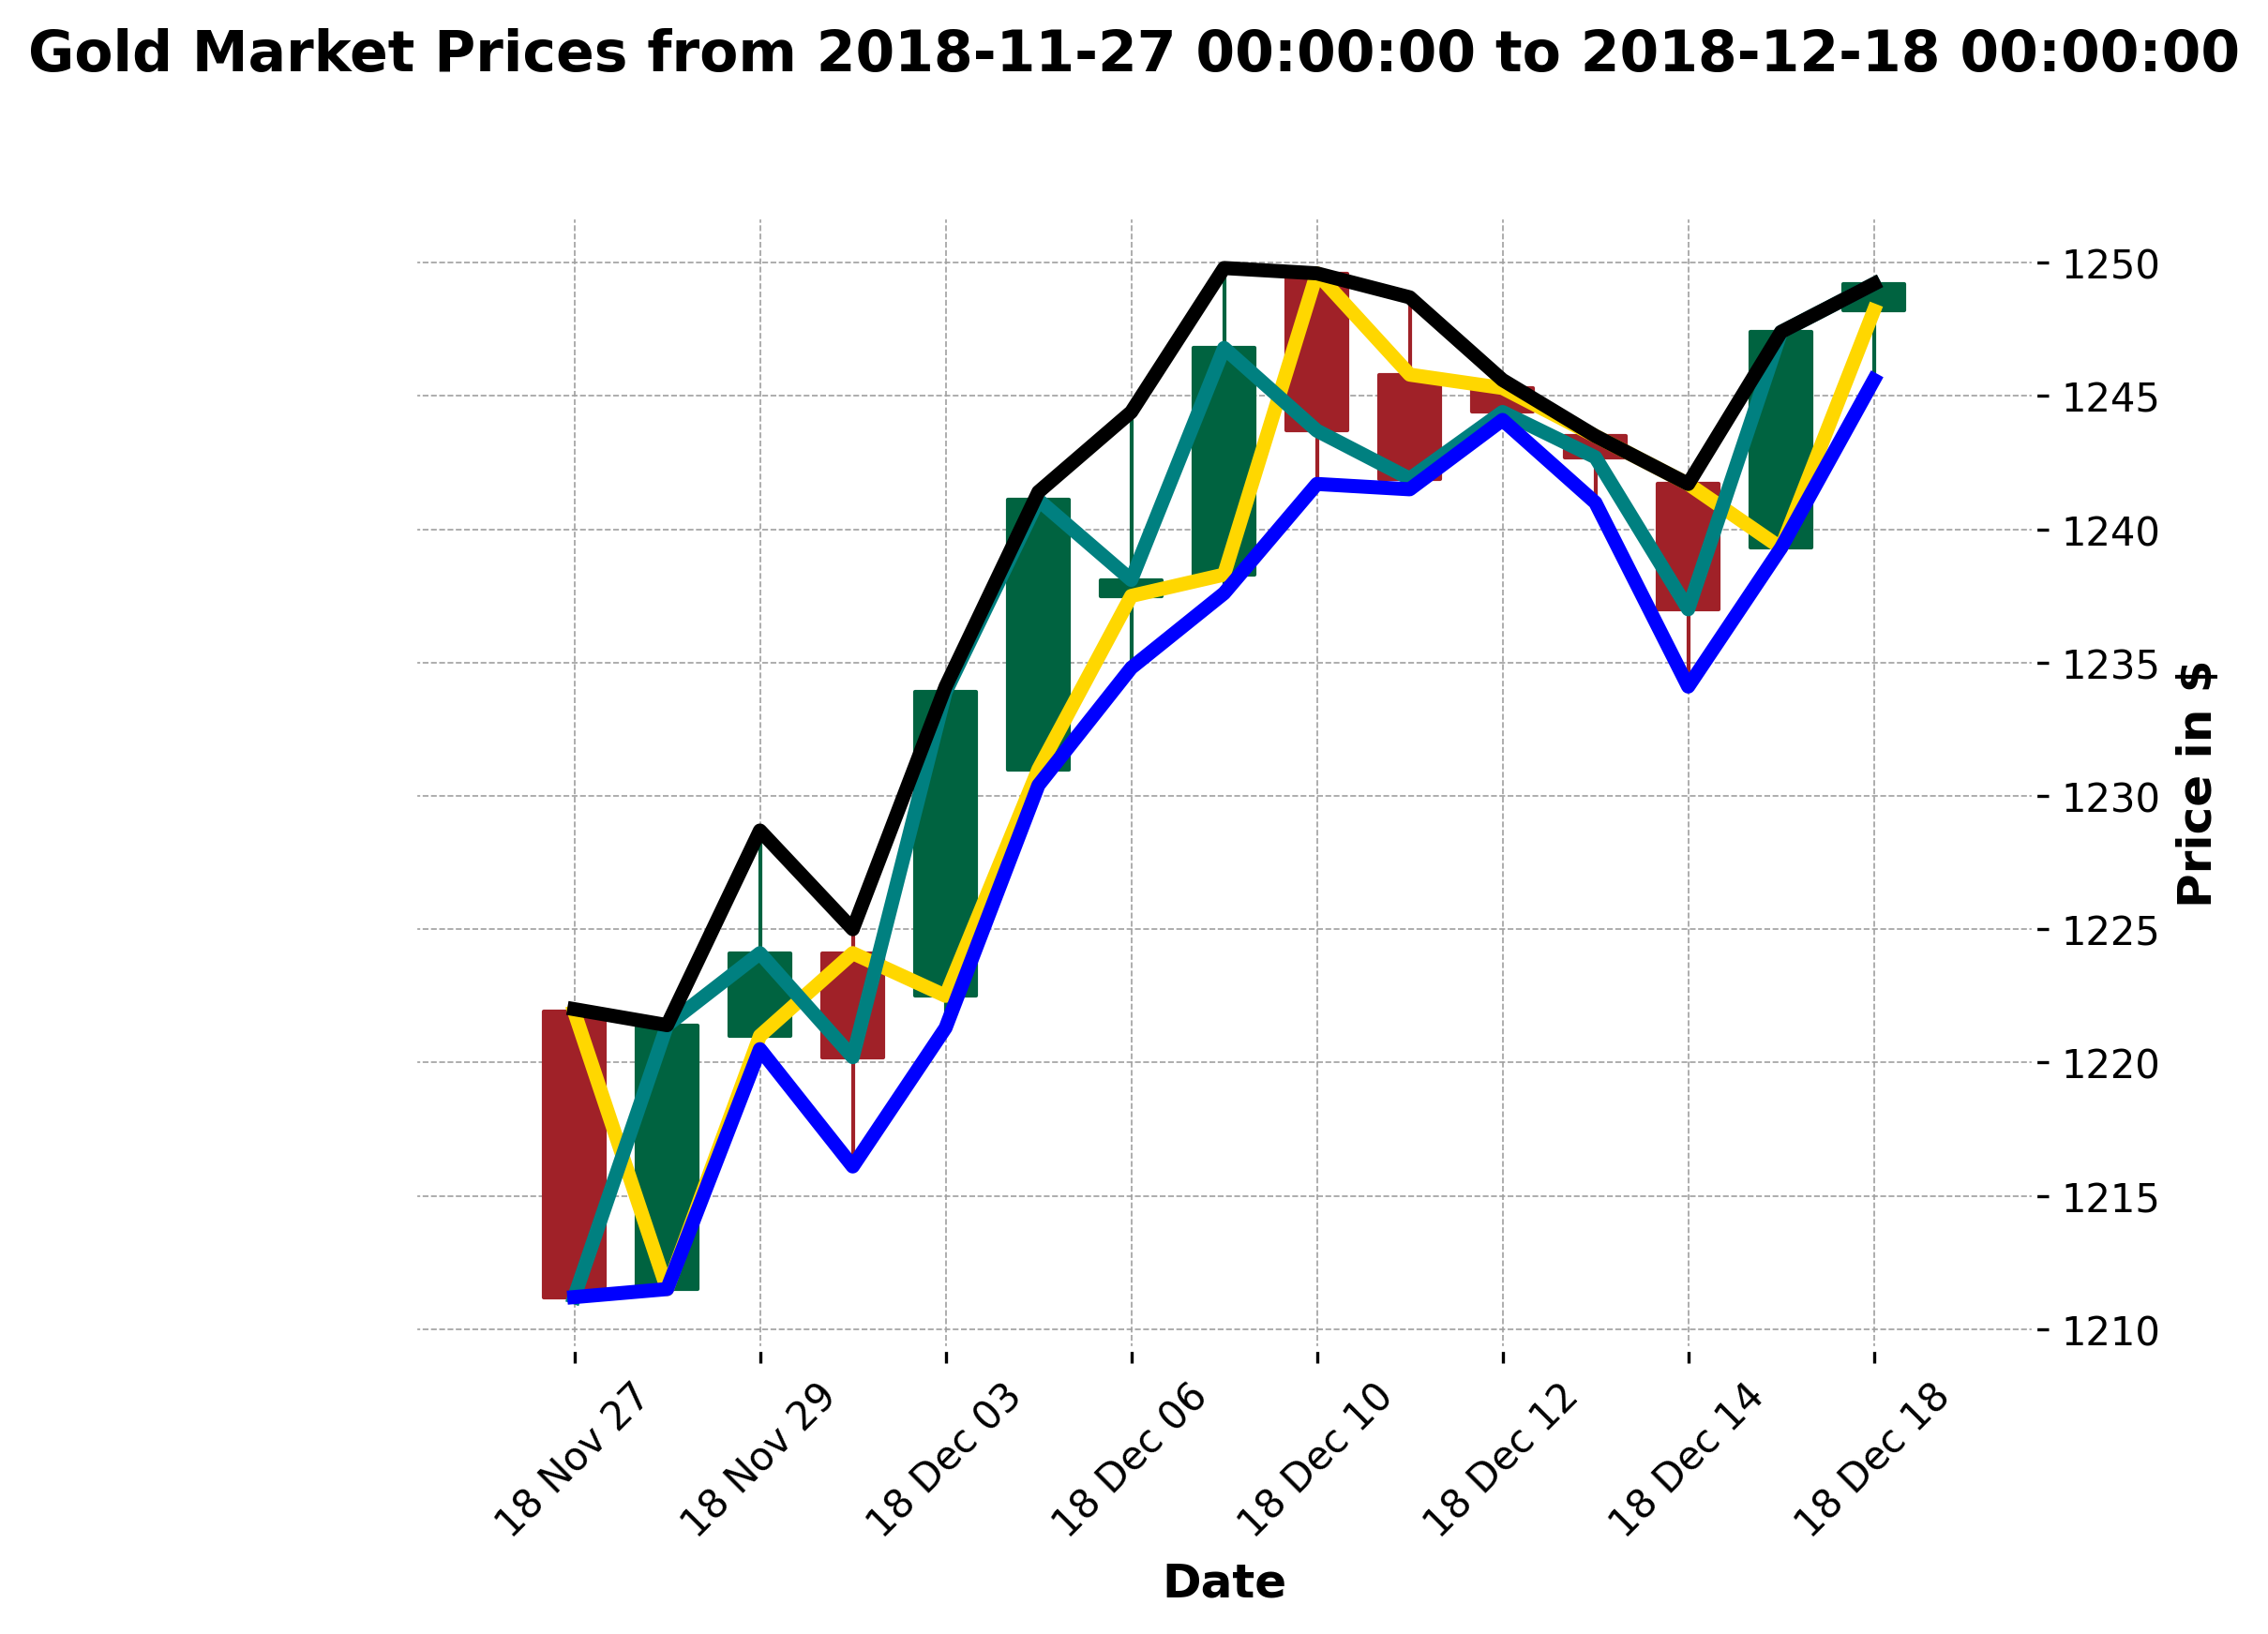 Gold Market Prices from 2018-11-27 00:00:00 to 2018-12-18 00:00:00
1250
1245
1240
1235
1230
1225
1220
1215
1210
Price in $
18 Nov 27
18 Nov 29
18 Dec 03
18 Dec 06
18 Dec 10
18 Dec 12
18 Dec 14
18 Dec 18
Date